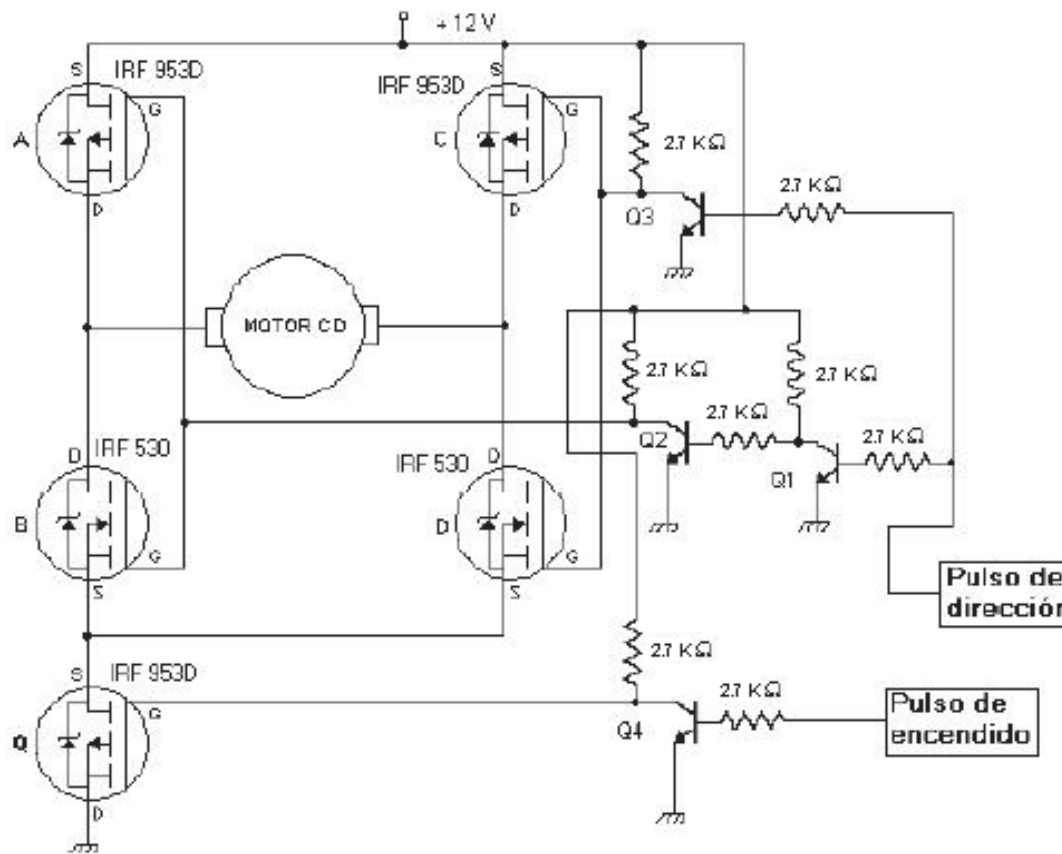 + 12 V
S
IRF 953D
G
A
D
S
IRF 953D
G
C
D
2.7 KΩ
Q3
2.7 KΩ
MOTOR CD
2.7 KΩ
2.7 KΩ
Q2
2.7 KΩ
2.7 KΩ
Q1
D
IRF 530
B
G
S
IRF 530
D
D
G
S
Pulso de
dirección
2.7 KΩ
S
IRF 953D
G
Q
D
2.7 KΩ
Q4
Pulso de
encendido